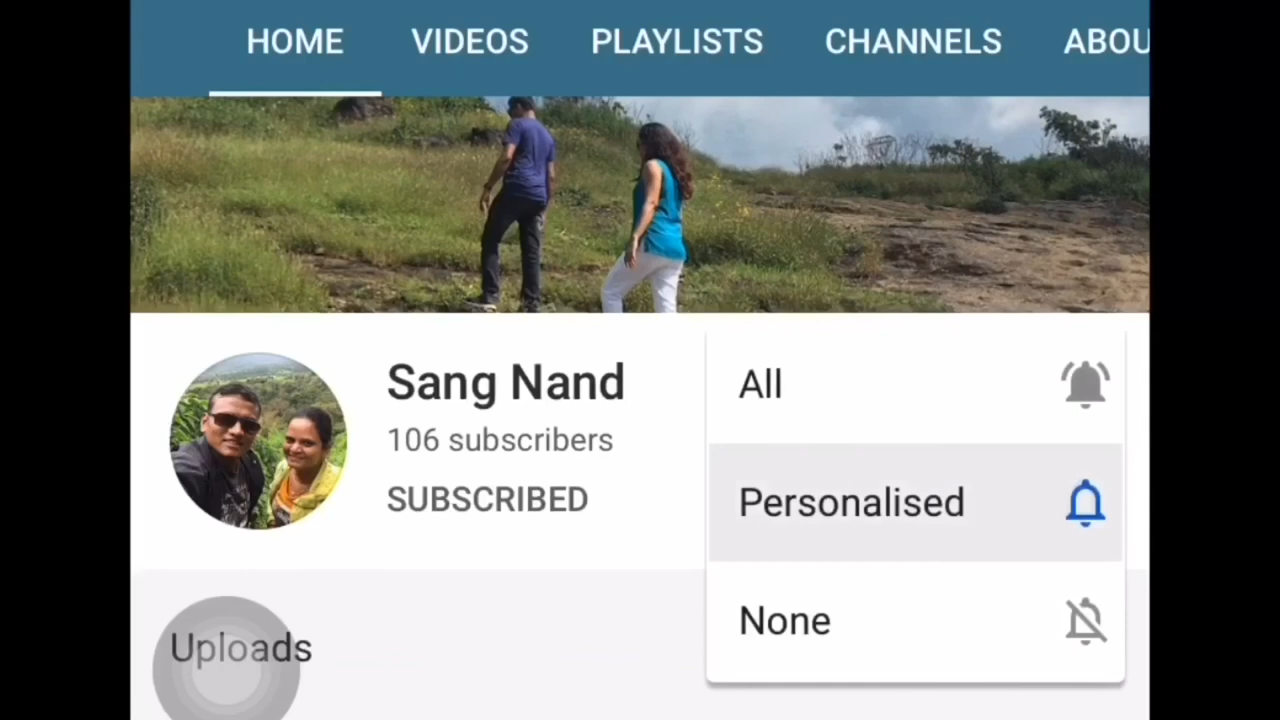 HOME VIDEOS PLAYLISTS CHANNELS ABOU
Sang Nand
106 subscribers
SUBSCRIBED
All
Personalised
None
Uploads